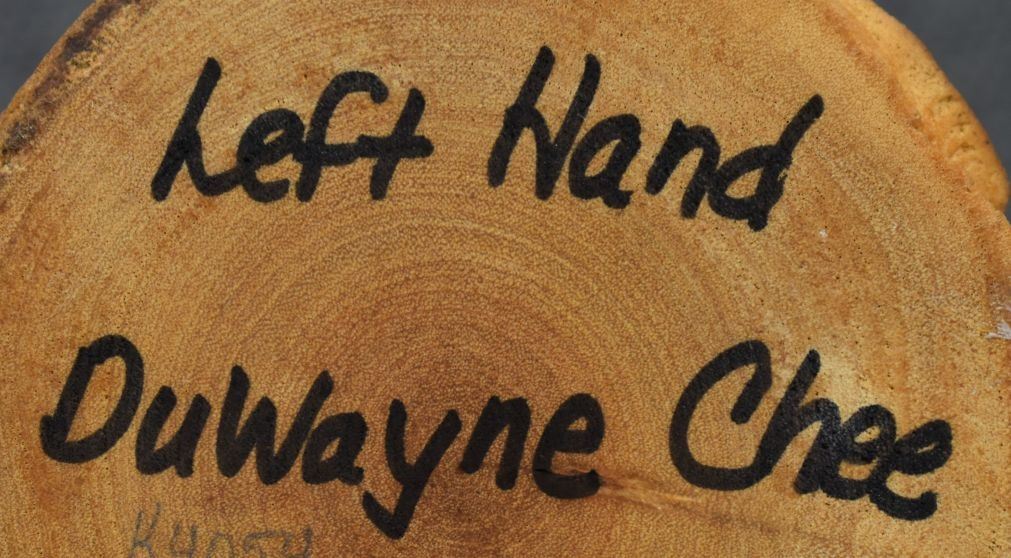 Left Hand
DuWayne Chee